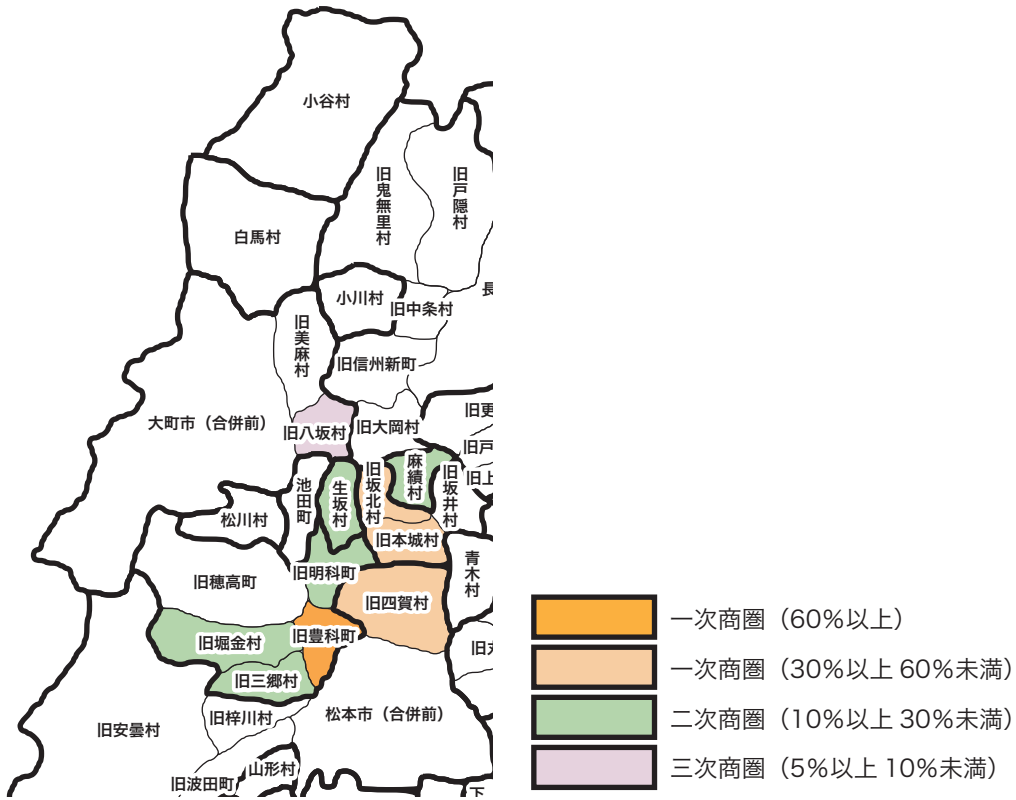 小谷村
旧鬼無里村
旧戸隠村
白馬村
長
小川村
旧中条村
旧美麻村
旧信州新町
旧更
大町市（合併前）
旧八坂村
旧大岡村
旧戸
麻績村
旧坂北村
旧坂井村
旧上
池田町
生坂村
松川村
旧本城村
青木村
旧明科町
旧穂高町
旧四賀村
一次商圏（60%以上）
旧豊科町
旧堀金村
一次商圏（30%以上 60%未満）
旧三郷村
旧梓川村
松本市（合併前）
二次商圏（10%以上 30%未満）
旧安曇村
山形村
三次商圏（5%以上 10%未満）
旧波田町
下